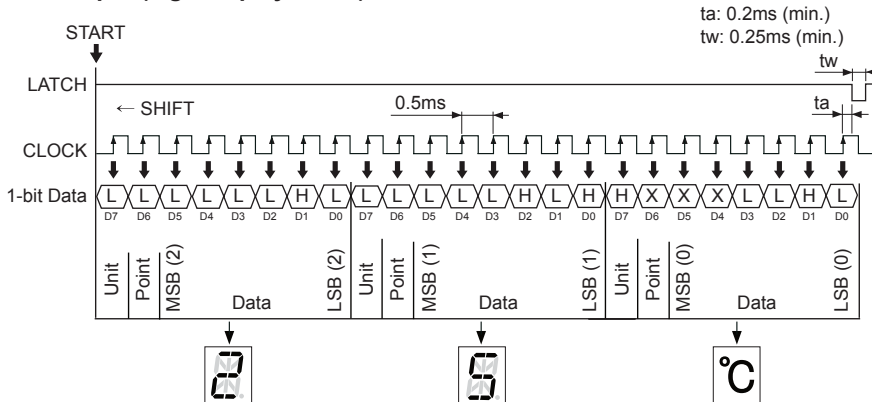 ta: 0.2ms (min.)
tw: 0.25ms (min.)
START
tw
LATCH
← SHIFT
0.5ms
ta
CLOCK
1-bit Data L L L L L L H L L L L L L H L H H X X X L L H L
D7 D6 D5 D4 D3 D2 D1 D0 D7 D6 D5 D4 D3 D2 D1 D0 D7 D6 D5 D4 D3 D2 D1 D0
Unit Point MSB (2) Data LSB (2) Unit Point MSB (1) Data LSB (1) Unit Point MSB (0) Data LSB (0)
2 5 °C